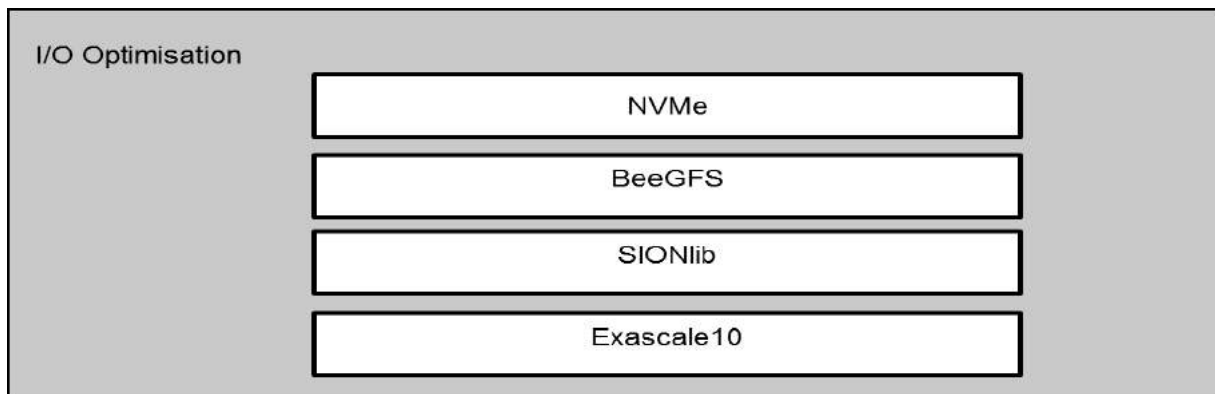 I/O Optimisation
NVMe
BeeGFS
SIONlib
Exascale10